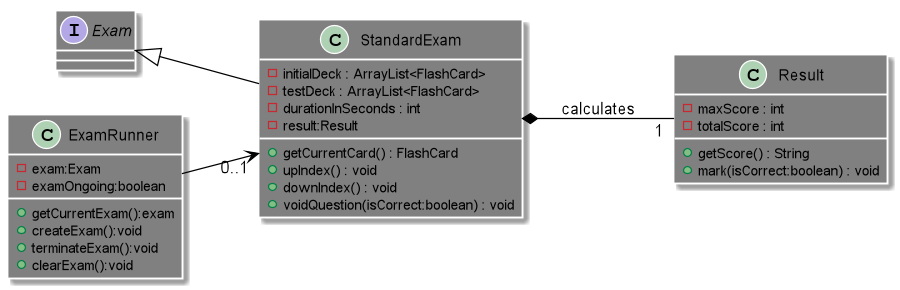 I Exam
C StandardExam
initialDeck : ArrayList<FlashCard>
testDeck : ArrayList<FlashCard>
durationInSeconds : int
result:Result
getCurrentCard() : FlashCard
upIndex() : void
downIndex() : void
voidQuestion(isCorrect:boolean) : void
calculates
1
C Result
maxScore : int
totalScore : int
getScore() : String
mark(isCorrect:boolean) : void
C ExamRunner
exam:Exam
examOngoing:boolean
getCurrentExam():exam
createExam():void
terminateExam():void
clearExam():void
0..1